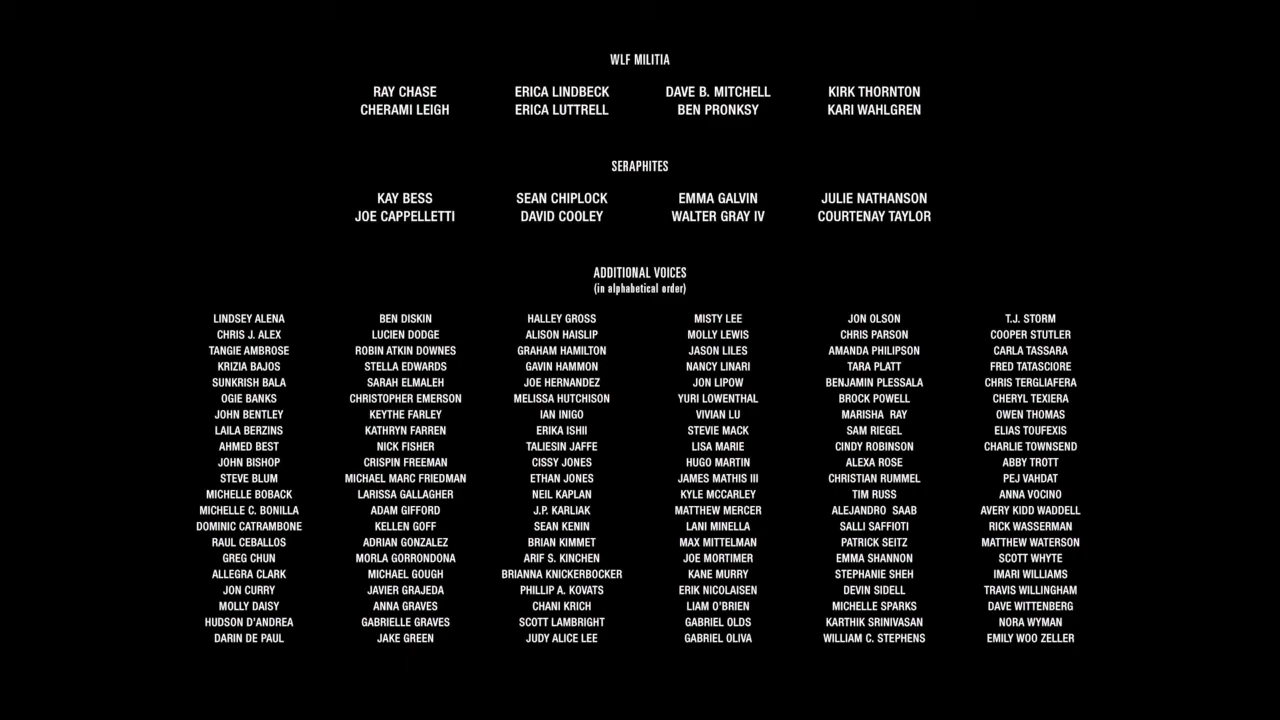 WLF MILITIA
RAY CHASE ERICA LINDBECK DAVE B. MITCHELL KIRK THORNTON
CHERAMI LEIGH ERICA LUTTRELL BEN PRONKSY KARI WAHLGREN
SERAPHITES
KAY BESS SEAN CHIPLOCK EMMA GALVIN JULIE NATHANSON
JOE CAPPELLETTI DAVID COOLEY WALTER GRAY IV COURTENAY TAYLOR
ADDITIONAL VOICES
(in alphabetical order)
LINDSEY ALENA BEN DISKIN HALLEY GROSS MISTY LEE JON OLSON T.J. STORM
CHRIS J. ALEX LUCIEN DODGE ALISON HAISLIP MOLLY LEWIS CHRIS PARSON COOPER STUTLER
TANGIE AMBROSE ROBIN ATKIN DOWNES GRAHAM HAMILTON JASON LILES AMANDA PHILIPSON CARLA TASSARA
KRIZIA BAJOS STELLA EDWARDS GAVIN HAMMON NANCY LINARI TARA PLATT FRED TATASCIORE
SUNKRISH BALA SARAH ELMALEH JOE HERNANDEZ JON LIPOW BENJAMIN PLESSALA CHRIS TERGLIAFERA
OGIE BANKS CHRISTOPHER EMERSON MELISSA HUTCHISON YURI LOWENTHAL BROCK POWELL CHERYL TEXIERA
JOHN BENTLEY KEYTHE FARLEY IAN INIGO VIVIAN LU MARISHA RAY OWEN THOMAS
LAILA BERZINS KATHRYN FARREN ERIKA ISHII STEVIE MACK SAM RIEGEL ELIAS TOUFEXIS
AHMED BEST NICK FISHER TALIESIN JAFFE LISA MARIE CINDY ROBINSON CHARLIE TOWNSEND
JOHN BISHOP CRISPIN FREEMAN CISSY JONES HUGO MARTIN ALEXA ROSE ABBY TROTT
STEVE BLUM MICHAEL MARC FRIEDMAN ETHAN JONES JAMES MATHIS III CHRISTIAN RUMMEL PEJ VAHDAT
MICHELLE BOBACK LARISSA GALLAGHER NEIL KAPLAN KYLE MCCARLEY TIM RUSS ANNA VOCINO
MICHELLE C. BONILLA ADAM GIFFORD J.P. KARLIAK MATTHEW MERCER ALEJANDRO SAAB AVERY KIDD WADDELL
DOMINIC CATRAMBONE KELLEN GOFF SEAN KENIN LANI MINELLA SALLI SAFFIOTI RICK WASSERMAN
RAUL CEBALLOS ADRIAN GONZALEZ BRIAN KIMMET MAX MITTELMAN PATRICK SEITZ MATTHEW WATERSON
GREG CHUN MORLA GORRONDONA ARIF S. KINCHEN JOE MORTIMER EMMA SHANNON SCOTT WHYTE
ALLEGRA CLARK MICHAEL GOUGH BRIANNA KNICKERBOCKER KANE MURRY STEPHANIE SHEH IMARI WILLIAMS
JON CURRY JAVIER GRAJEDA PHILLIP A. KOVATS ERIK NICOLAISEN DEVIN SIDELL TRAVIS WILLINGHAM
MOLLY DAISY ANNA GRAVES CHANI KRICH LIAM O'BRIEN MICHELLE SPARKS DAVE WITTENBERG
HUDSON D'ANDREA GABRIELLE GRAVES SCOTT LAMBRIGHT GABRIEL OLDS KARTHIK SRINIVASAN NORA WYMAN
DARIN DE PAUL JAKE GREEN JUDY ALICE LEE GABRIEL OLIVA WILLIAM C. STEPHENS EMILY WOO ZELLER